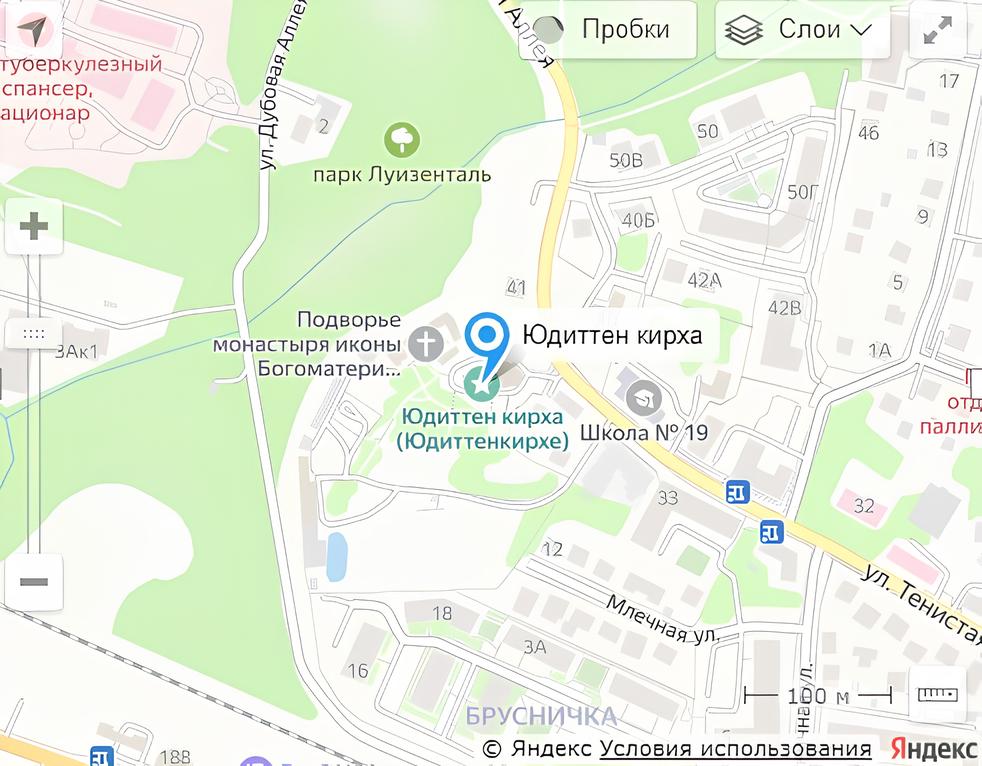 Аллея
Пробки
Слои
туберкулезный
спансер,
ационар
ул. Дубовая Аллея
2
парк Луизенталь
17
50
46
13
50В
50Г
40Б
9
42А
5
41
42В
1А
3Ак1
Подворье
монастыря иконы
Богоматери...
Юдиттен кирха
Юдиттен кирха
(Юдиттенкирхе)
Школа № 19
отд
палли
33
32
12
ул. Тениста
Млечная ул.
18
3А
16
100 м
БРУСНИЧКА
18В
© Яндекс Условия использования
Яндекс